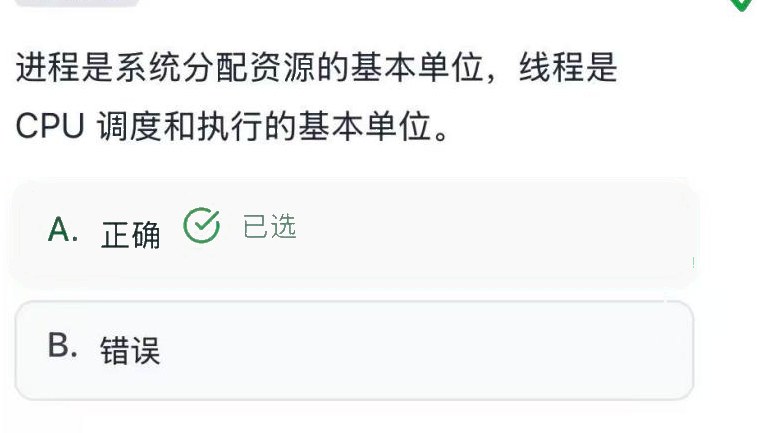 进程是系统分配资源的基本单位，线程是
CPU 调度和执行的基本单位。
A. 正确 已选
B. 错误